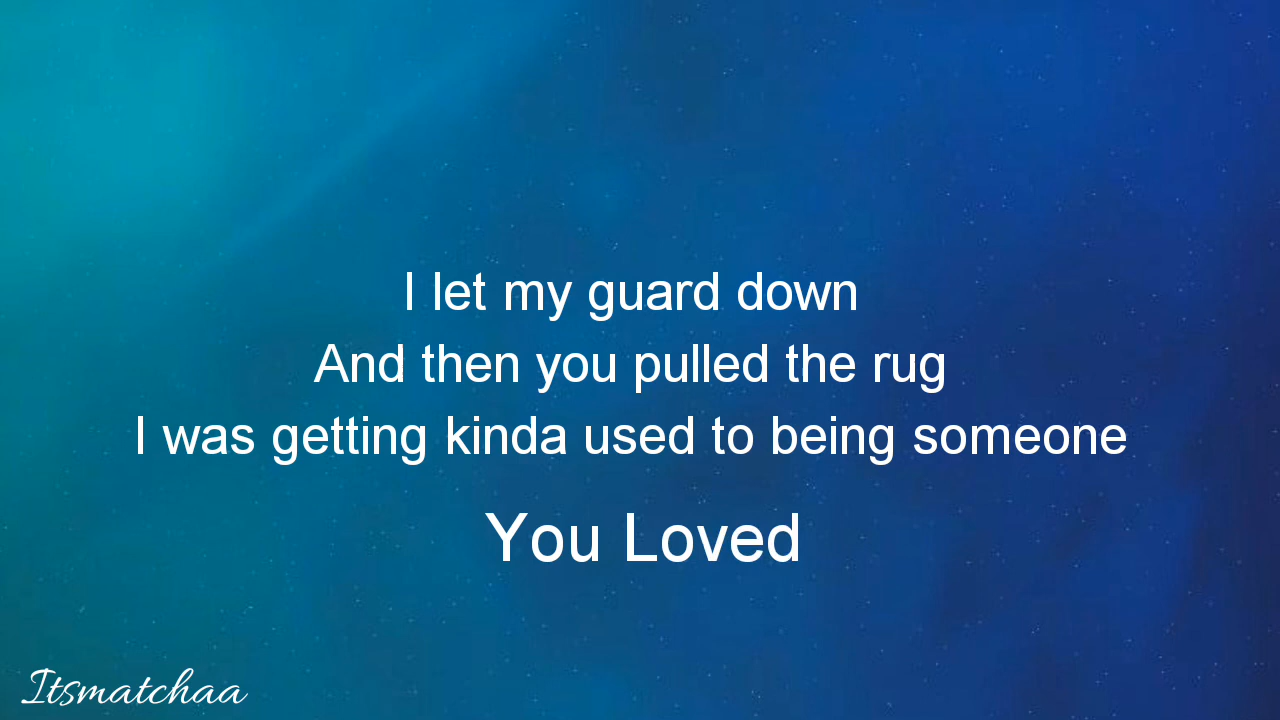 I let my guard down
And then you pulled the rug
I was getting kinda used to being someone
You Loved
Itsmatchaa